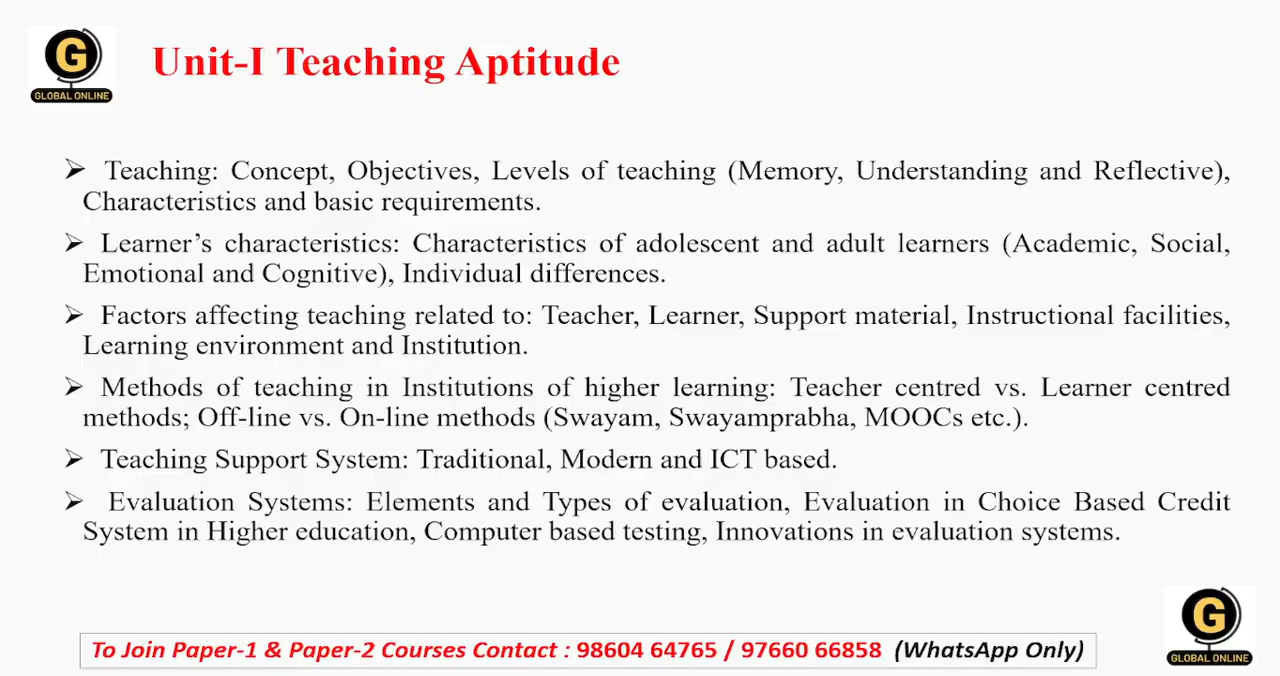 G
GLOBAL ONLINE
Unit-I Teaching Aptitude
➢ Teaching: Concept, Objectives, Levels of teaching (Memory, Understanding and Reflective),
Characteristics and basic requirements.
➢ Learner’s characteristics: Characteristics of adolescent and adult learners (Academic, Social,
Emotional and Cognitive), Individual differences.
➢ Factors affecting teaching related to: Teacher, Learner, Support material, Instructional facilities,
Learning environment and Institution.
➢ Methods of teaching in Institutions of higher learning: Teacher centred vs. Learner centred
methods; Off-line vs. On-line methods (Swayam, Swayamprabha, MOOCs etc.).
➢ Teaching Support System: Traditional, Modern and ICT based.
➢ Evaluation Systems: Elements and Types of evaluation, Evaluation in Choice Based Credit
System in Higher education, Computer based testing, Innovations in evaluation systems.
To Join Paper-1 & Paper-2 Courses Contact : 98604 64765 / 97660 66858 (WhatsApp Only)
G
GLOBAL ONLINE